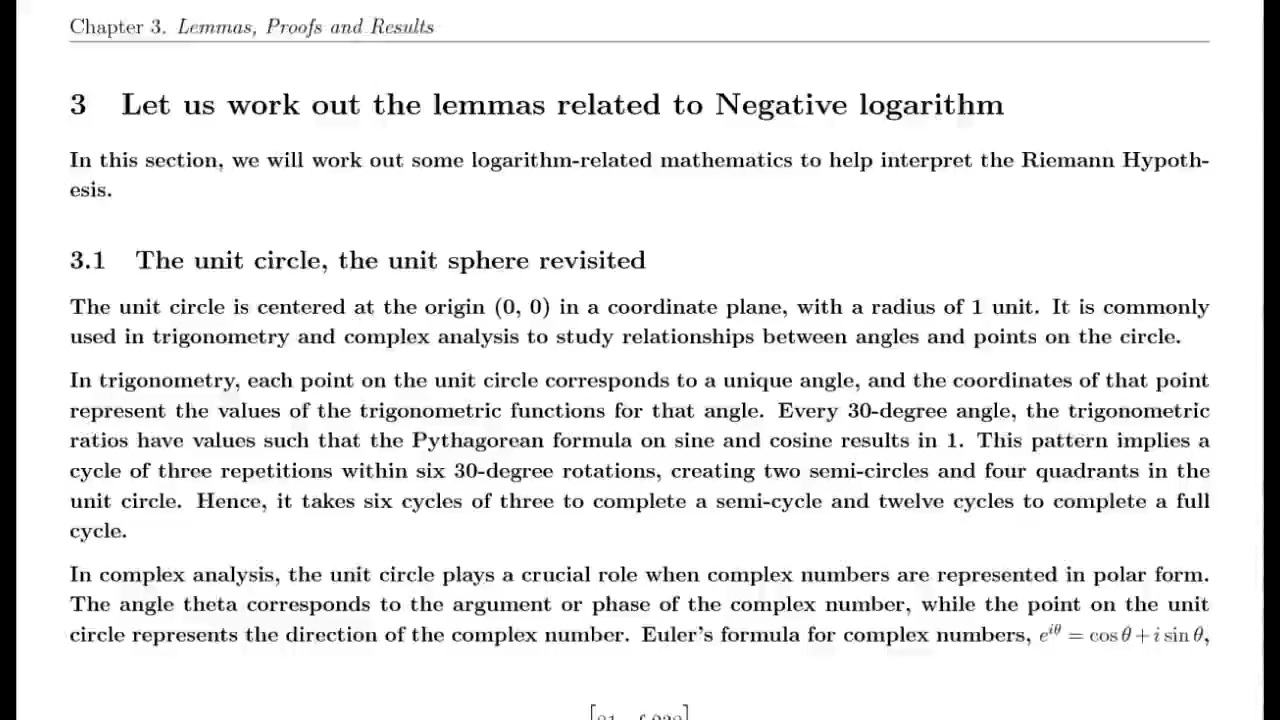 Chapter 3. Lemmas, Proofs and Results
3 Let us work out the lemmas related to Negative logarithm
In this section, we will work out some logarithm-related mathematics to help interpret the Riemann Hypoth-
esis.
3.1 The unit circle, the unit sphere revisited
The unit circle is centered at the origin (0, 0) in a coordinate plane, with a radius of 1 unit. It is commonly
used in trigonometry and complex analysis to study relationships between angles and points on the circle.
In trigonometry, each point on the unit circle corresponds to a unique angle, and the coordinates of that point
represent the values of the trigonometric functions for that angle. Every 30-degree angle, the trigonometric
ratios have values such that the Pythagorean formula on sine and cosine results in 1. This pattern implies a
cycle of three repetitions within six 30-degree rotations, creating two semi-circles and four quadrants in the
unit circle. Hence, it takes six cycles of three to complete a semi-cycle and twelve cycles to complete a full
cycle.
In complex analysis, the unit circle plays a crucial role when complex numbers are represented in polar form.
The angle theta corresponds to the argument or phase of the complex number, while the point on the unit
circle represents the direction of the complex number. Euler's formula for complex numbers, e^{iθ} = cos θ + i sin θ,